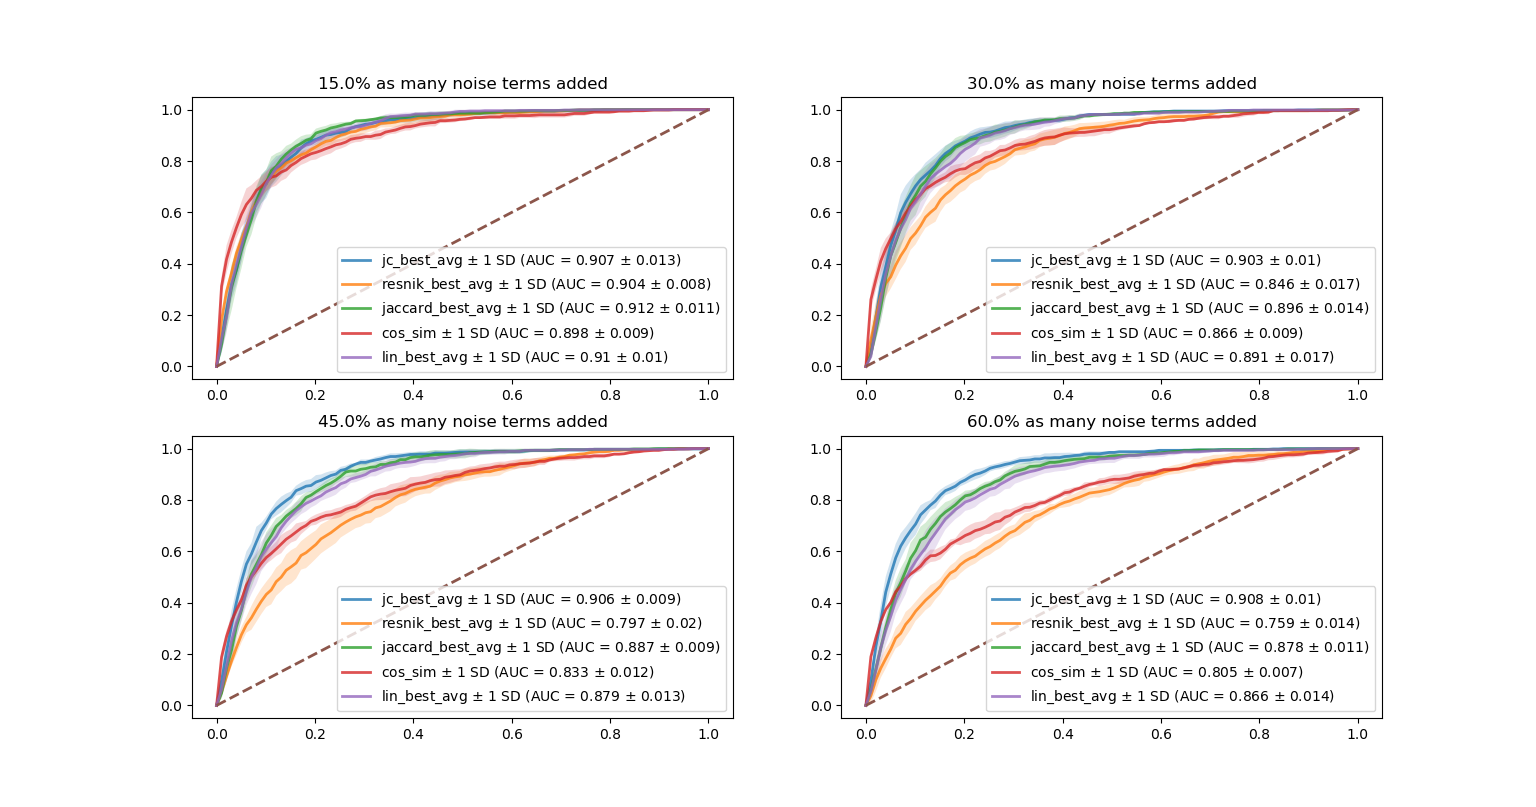 15.0% as many noise terms added
1.0
0.8
0.6
0.4
0.2
0.0
jc_best_avg ± 1 SD (AUC = 0.907 ± 0.013)
resnik_best_avg ± 1 SD (AUC = 0.904 ± 0.008)
jaccard_best_avg ± 1 SD (AUC = 0.912 ± 0.011)
cos_sim ± 1 SD (AUC = 0.898 ± 0.009)
lin_best_avg ± 1 SD (AUC = 0.91 ± 0.01)
0.0 0.2 0.4 0.6 0.8 1.0
30.0% as many noise terms added
1.0
0.8
0.6
0.4
0.2
0.0
jc_best_avg ± 1 SD (AUC = 0.903 ± 0.01)
resnik_best_avg ± 1 SD (AUC = 0.846 ± 0.017)
jaccard_best_avg ± 1 SD (AUC = 0.896 ± 0.014)
cos_sim ± 1 SD (AUC = 0.866 ± 0.009)
lin_best_avg ± 1 SD (AUC = 0.891 ± 0.017)
0.0 0.2 0.4 0.6 0.8 1.0
45.0% as many noise terms added
1.0
0.8
0.6
0.4
0.2
0.0
jc_best_avg ± 1 SD (AUC = 0.906 ± 0.009)
resnik_best_avg ± 1 SD (AUC = 0.797 ± 0.02)
jaccard_best_avg ± 1 SD (AUC = 0.887 ± 0.009)
cos_sim ± 1 SD (AUC = 0.833 ± 0.012)
lin_best_avg ± 1 SD (AUC = 0.879 ± 0.013)
0.0 0.2 0.4 0.6 0.8 1.0
60.0% as many noise terms added
1.0
0.8
0.6
0.4
0.2
0.0
jc_best_avg ± 1 SD (AUC = 0.908 ± 0.01)
resnik_best_avg ± 1 SD (AUC = 0.759 ± 0.014)
jaccard_best_avg ± 1 SD (AUC = 0.878 ± 0.011)
cos_sim ± 1 SD (AUC = 0.805 ± 0.007)
lin_best_avg ± 1 SD (AUC = 0.866 ± 0.014)
0.0 0.2 0.4 0.6 0.8 1.0